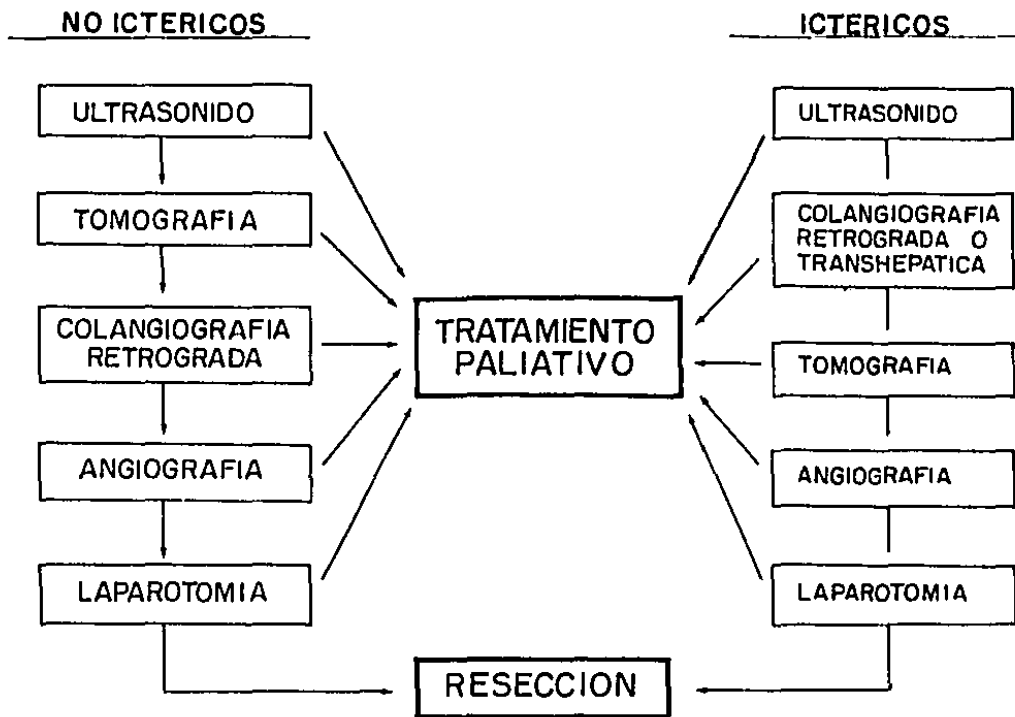 NO ICTERICOS
ULTRASONIDO
TOMOGRAFIA
COLANGIOGRAFIA
RETROGRADA
ANGIOGRAFIA
LAPAROTOMIA
TRATAMIENTO
PALIATIVO
RESECCION
ICTERICOS
ULTRASONIDO
COLANGIOGRAFIA
RETROGRADA O
TRANSHEPATICA
TOMOGRAFIA
ANGIOGRAFIA
LAPAROTOMIA